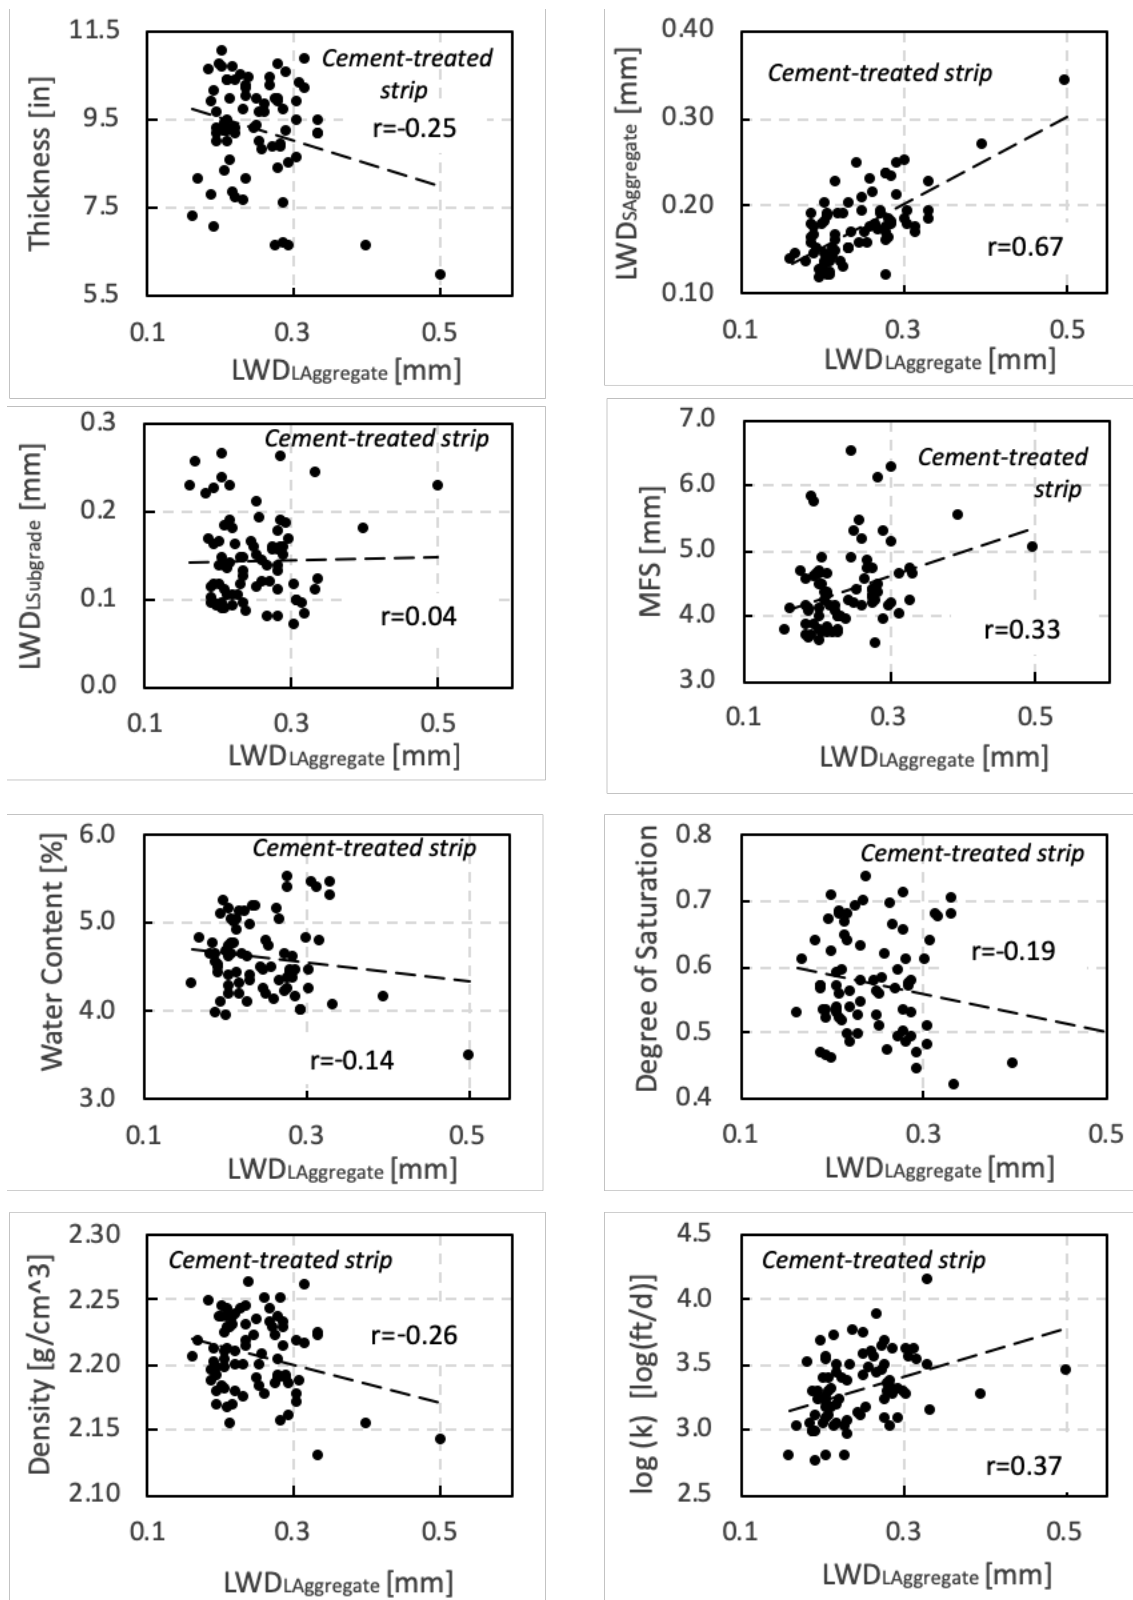 11.5
9.5
7.5
5.5
Thickness [in]
Cement-treated
strip
r=-0.25
0.1 0.3 0.5
LWDLAggregate [mm]
0.40
0.30
0.20
0.10
LWDSAggregate [mm]
Cement-treated strip
r=0.67
0.1 0.3 0.5
LWDLAggregate [mm]
0.3
0.2
0.1
0.0
LWDLSubgrade [mm]
Cement-treated strip
r=0.04
0.1 0.3 0.5
LWDLAggregate [mm]
7.0
6.0
5.0
4.0
3.0
MFS [mm]
Cement-treated
strip
r=0.33
0.1 0.3 0.5
LWDLAggregate [mm]
6.0
5.0
4.0
3.0
Water Content [%]
Cement-treated strip
r=-0.14
0.1 0.3 0.5
LWDLAggregate [mm]
0.8
0.7
0.6
0.5
0.4
Degree of Saturation
Cement-treated strip
r=-0.19
0.1 0.3 0.5
LWDLAggregate [mm]
2.30
2.25
2.20
2.15
2.10
Density [g/cm^3]
Cement-treated strip
r=-0.26
0.1 0.3 0.5
LWDLAggregate [mm]
4.5
4.0
3.5
3.0
2.5
log (k) [log(ft/d)]
Cement-treated strip
r=0.37
0.1 0.3 0.5
LWDLAggregate [mm]